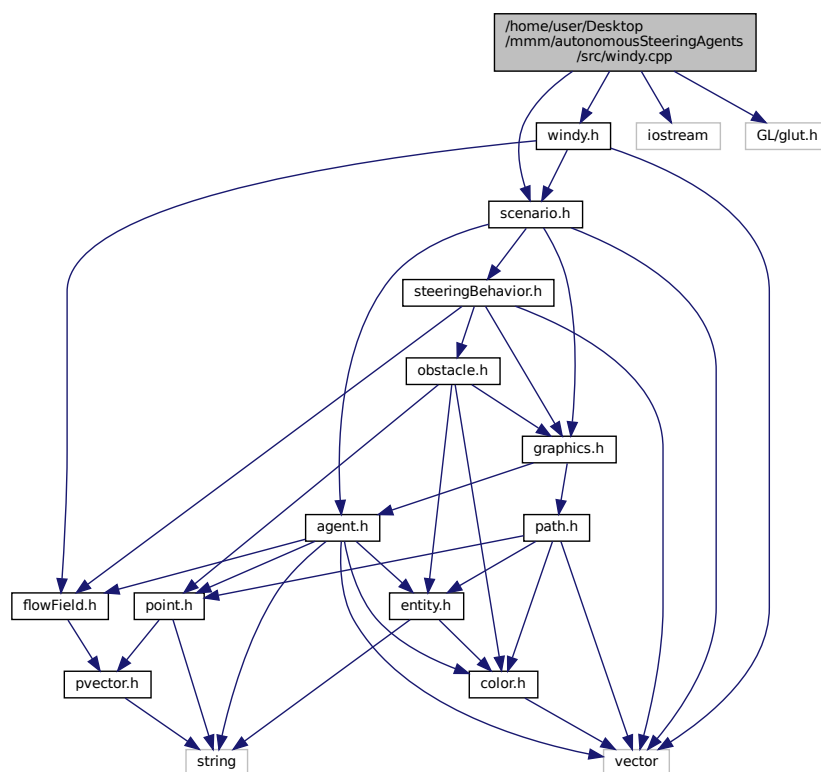 /home/user/Desktop
/mmm/autonomousSteeringAgents
/src/windy.cpp
windy.h
iostream
GL/glut.h
scenario.h
steeringBehavior.h
obstacle.h
graphics.h
agent.h
path.h
flowField.h
point.h
entity.h
pvector.h
color.h
string
vector